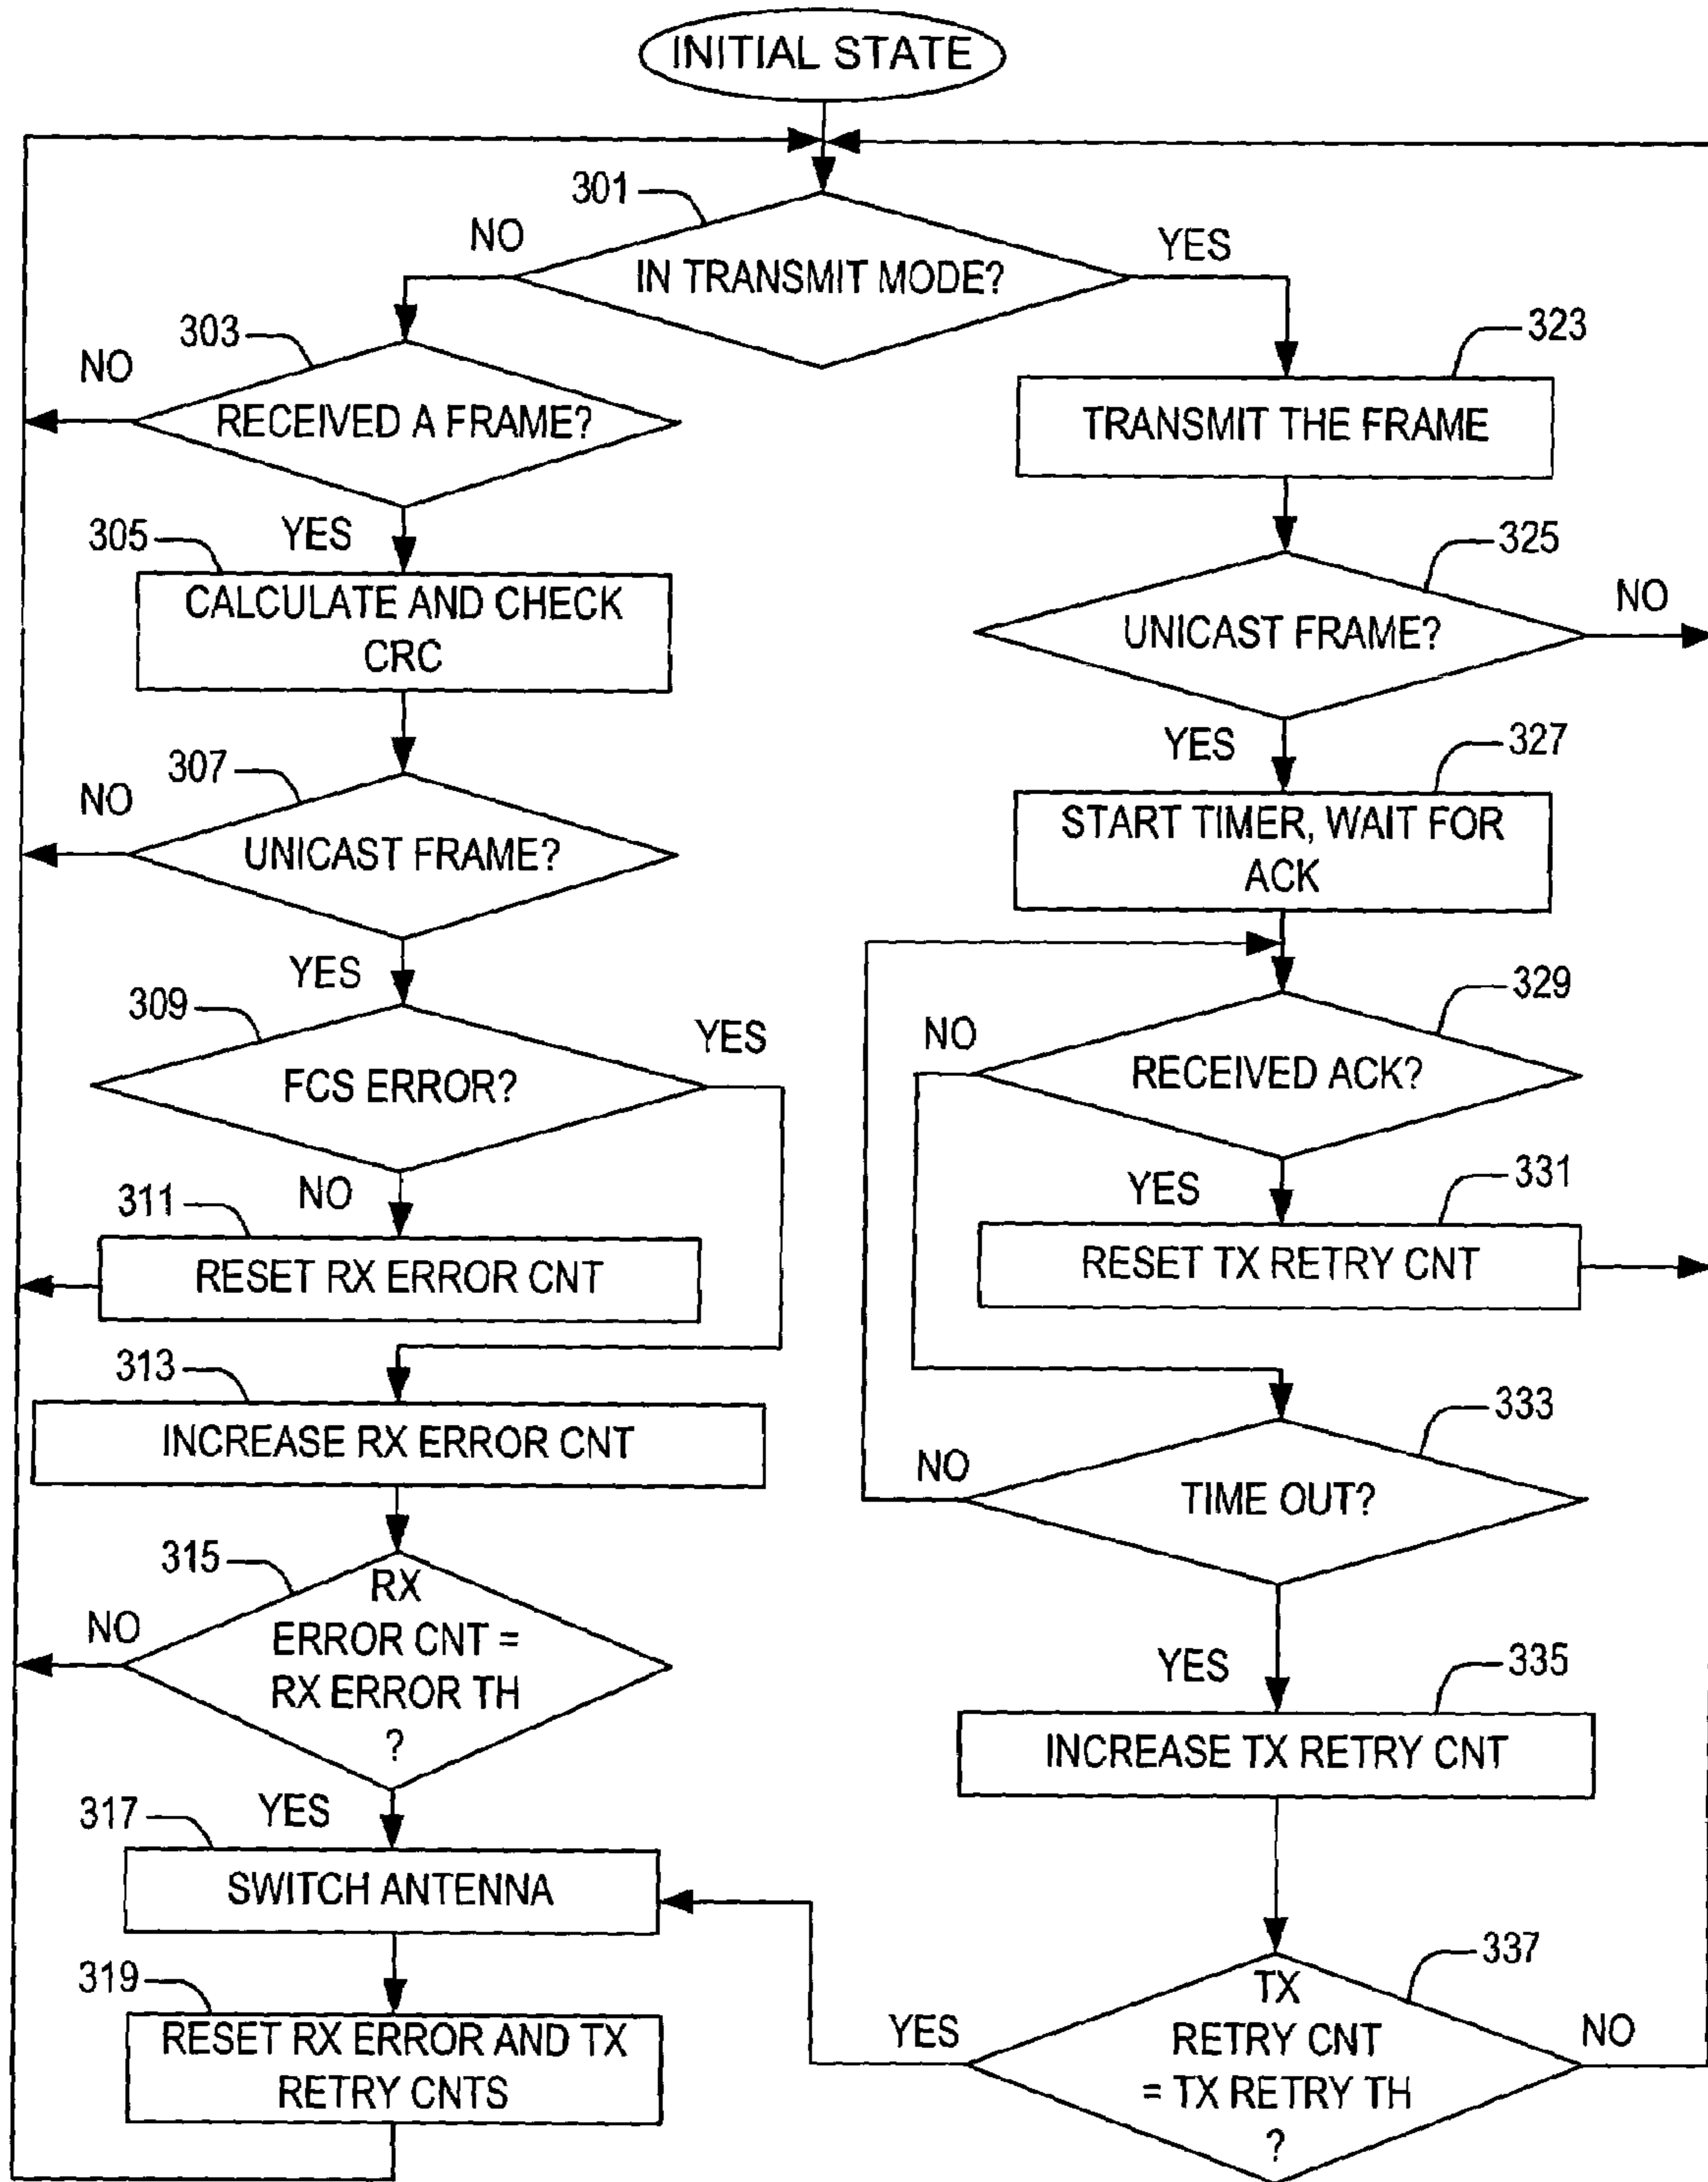 INITIAL STATE
301
NO
YES
IN TRANSMIT MODE?
303
NO
RECEIVED A FRAME?
323
TRANSMIT THE FRAME
YES
305
CALCULATE AND CHECK
CRC
325
UNICAST FRAME?
NO
307
NO
UNICAST FRAME?
YES
327
START TIMER, WAIT FOR
ACK
YES
309
FCS ERROR?
YES
329
NO
RECEIVED ACK?
NO
311
RESET RX ERROR CNT
YES
331
RESET TX RETRY CNT
313
INCREASE RX ERROR CNT
333
NO
TIME OUT?
315
NO
RX
ERROR CNT =
RX ERROR TH
?
YES
335
INCREASE TX RETRY CNT
YES
317
SWITCH ANTENNA
319
RESET RX ERROR AND TX
RETRY CNTS
337
YES
TX
RETRY CNT
= TX RETRY TH
?
NO